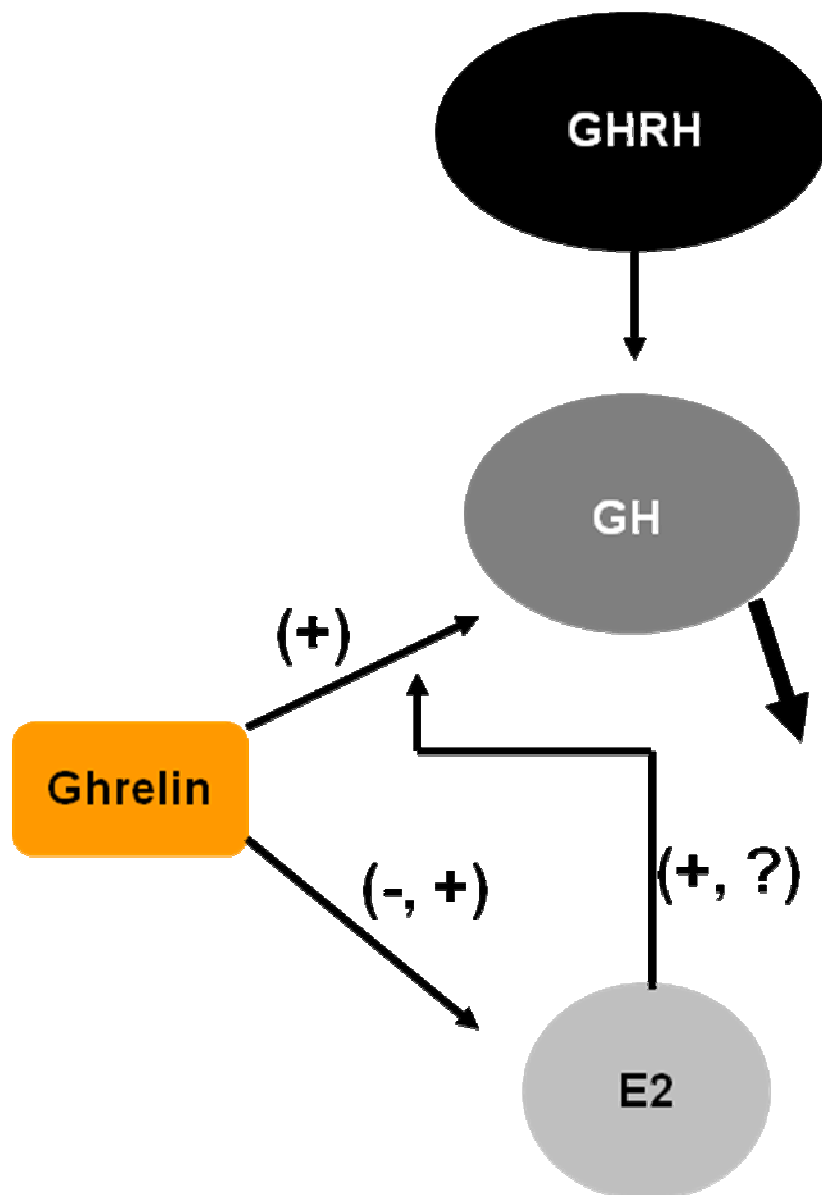 GHRH
GH
(+)
Ghrelin
(-, +)
(+, ?)
E2